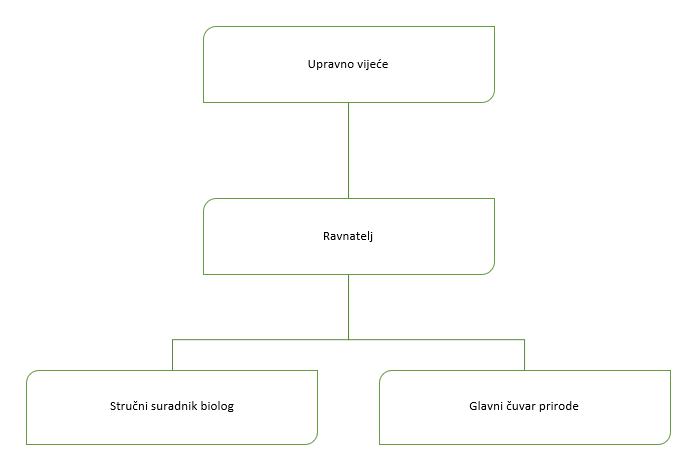 Upravno vijeće
Ravnatelj
Stručni suradnik biolog
Glavni čuvar prirode